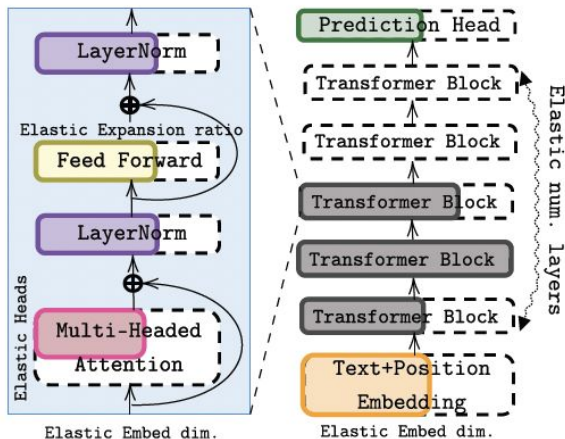 LayerNorm
Elastic Expansion ratio
Feed Forward
LayerNorm
Elastic Heads
Multi-Headed
Attention
Elastic Embed dim.
Prediction Head
Transformer Block
Transformer Block
Transformer Block
Transformer Block
Transformer Block
Elastic num. layers
Text+Position
Embedding
Elastic Embed dim.